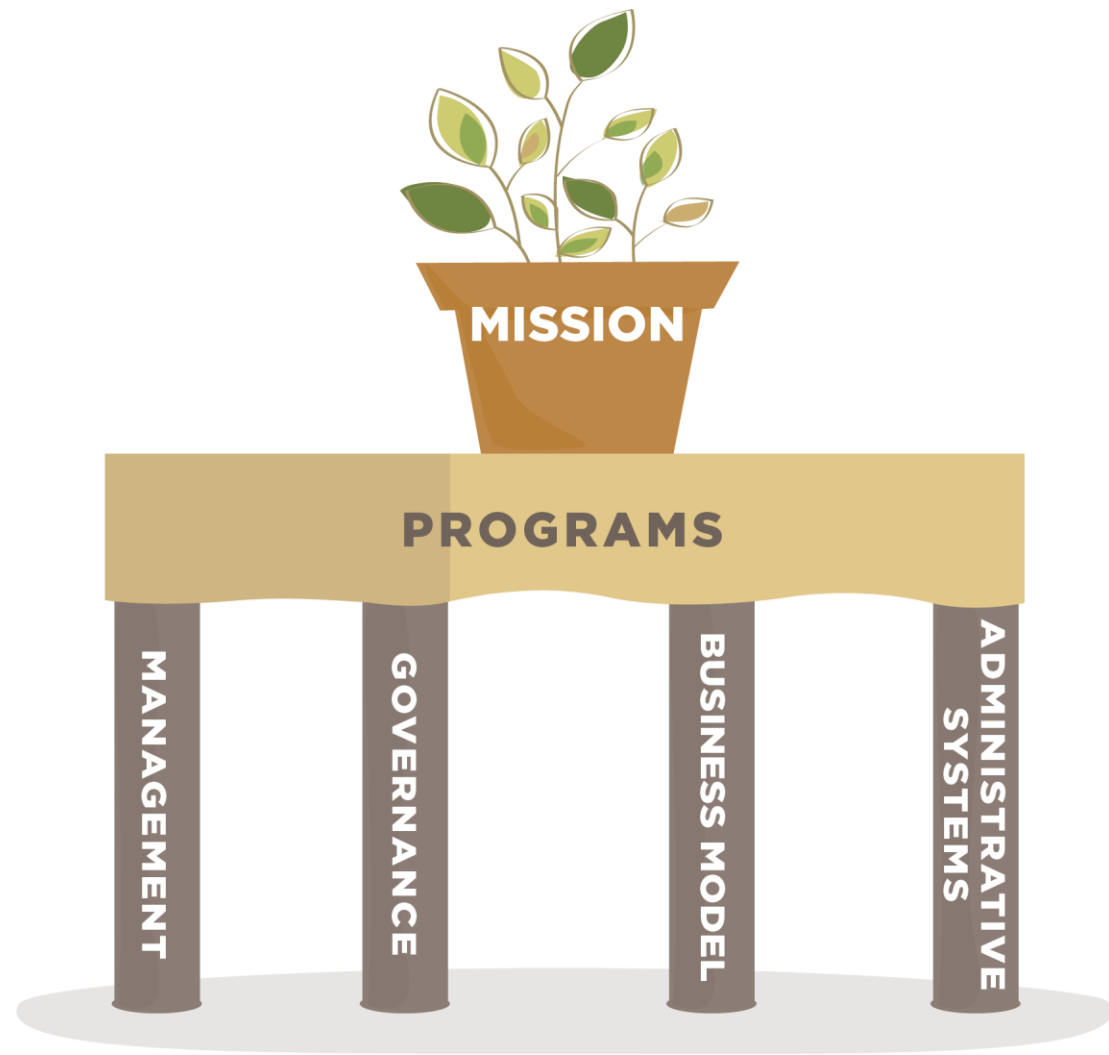 MISSION
PROGRAMS
MANAGEMENT
GOVERNANCE
BUSINESS MODEL
ADMINISTRATIVE
SYSTEMS